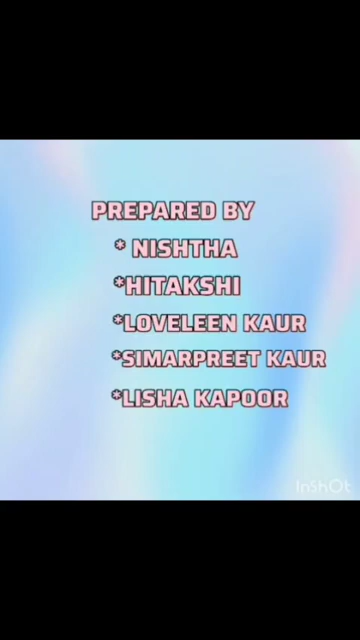 PREPARED BY
* NISHTHA
*HITAKSHI
*LOVELEEN KAUR
*SIMARPREET KAUR
*LISHA KAPOOR
InShOt